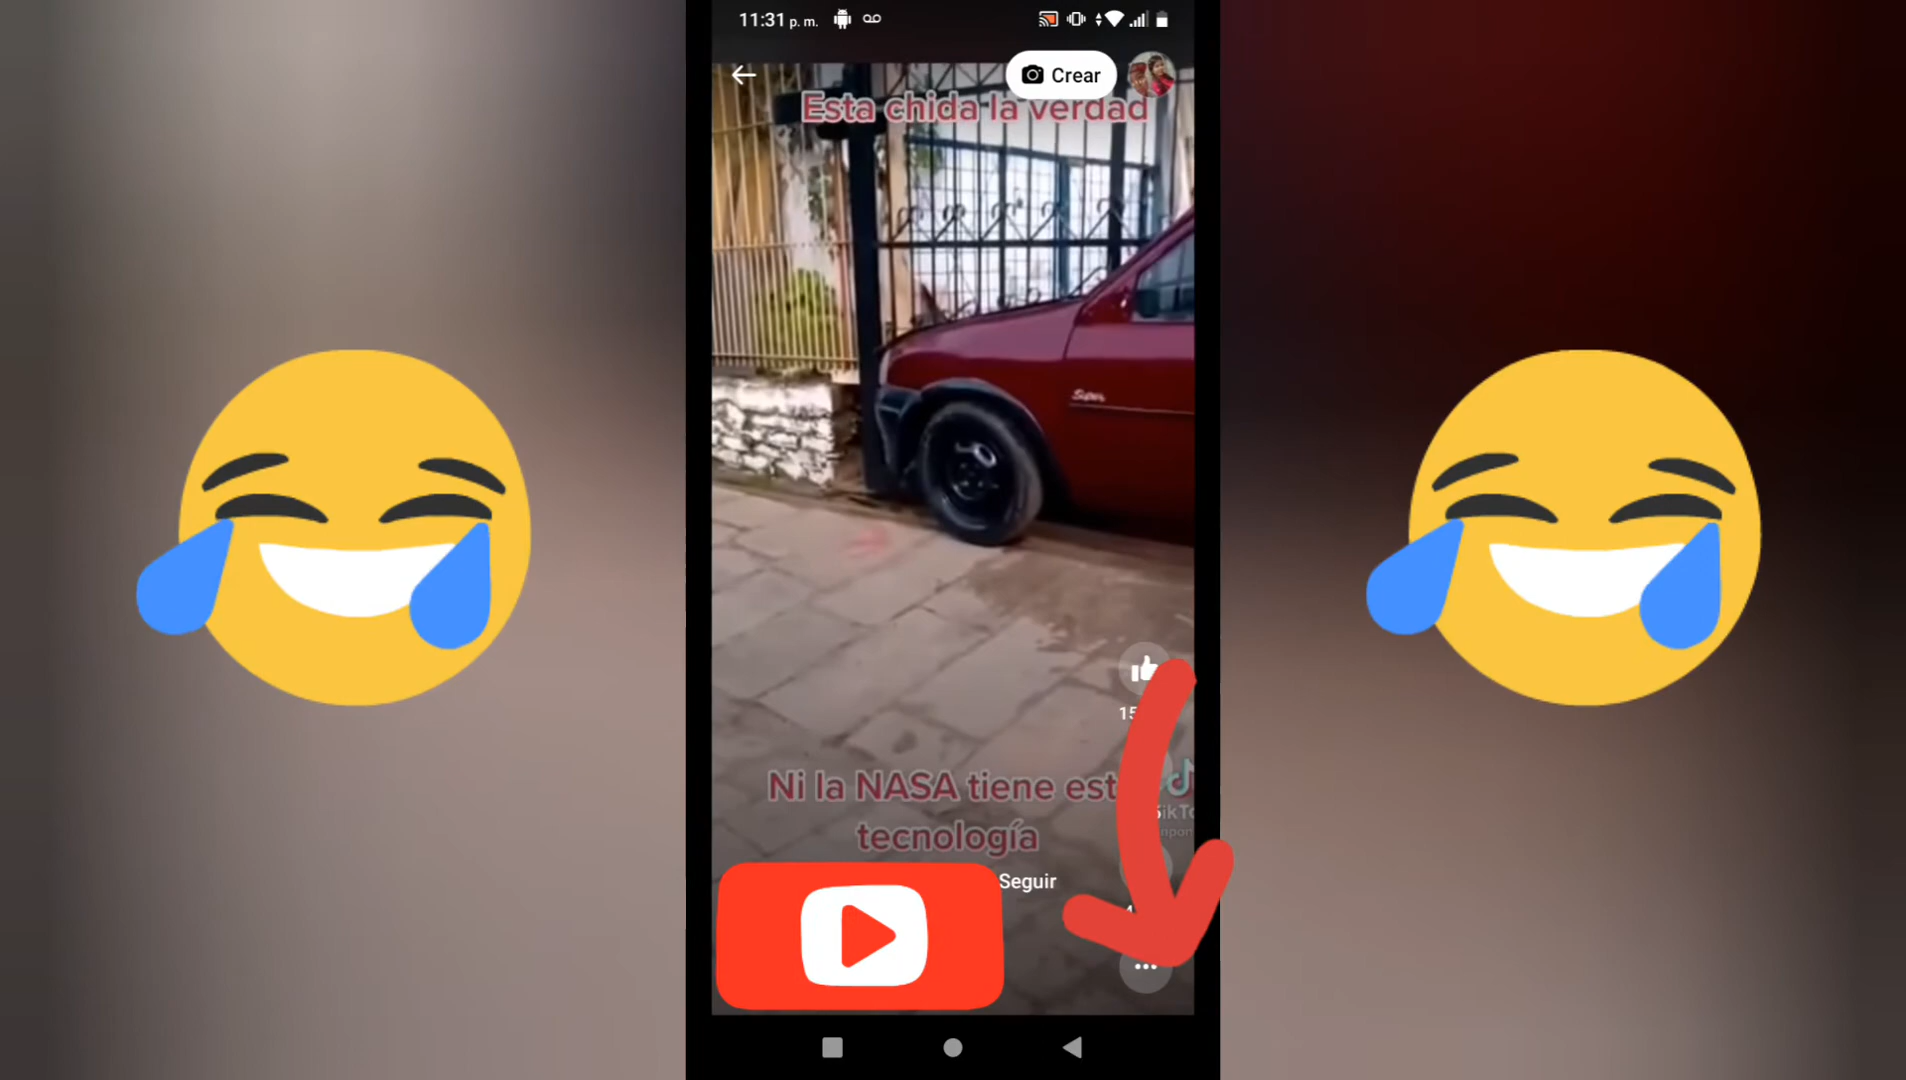 11:31 p. m.
Crear
Esta chida la verdad
Super
Ni la NASA tiene est
tecnología
Seguir